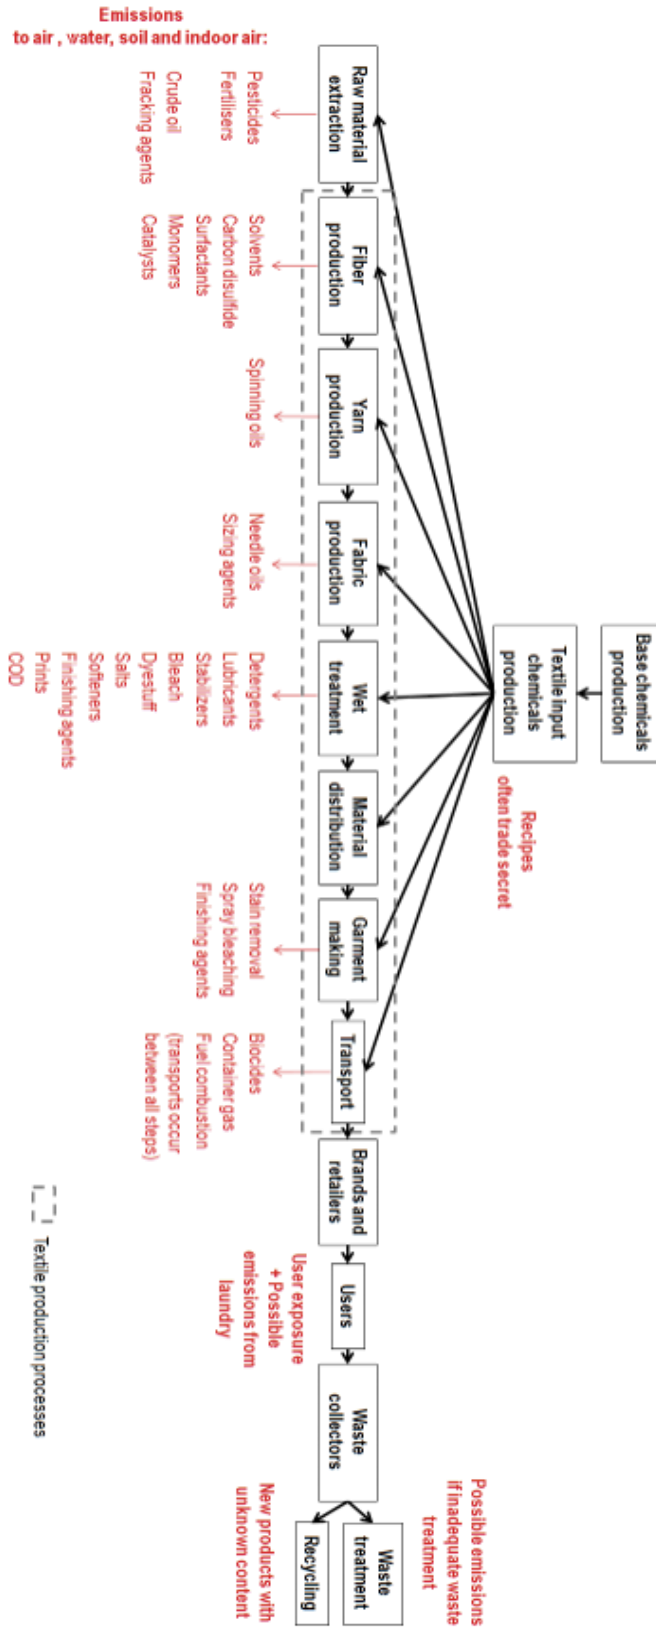 Emissions
to air , water, soil and indoor air:
Base chemicals
production
Textile input
chemicals
production
Recipes
often trade secret
Raw material
extraction
Fiber
production
Yarn
production
Fabric
production
Wet
treatment
Material
distribution
Garment
making
Transport
Brands and
retailers
Users
Waste
collectors
Waste
treatment
Recycling
Possible emissions
if inadequate waste
treatment
New products with
unknown content
User exposure
+ Possible
emissions from
laundry
Pesticides
Fertilisers
Crude oil
Fracking agents
Solvents
Carbon disulfide
Surfactants
Monomers
Catalysts
Spinning oils
Needle oils
Sizing agents
Detergents
Lubricants
Stabilizers
Bleach
Dyestuff
Salts
Softeners
Finishing agents
Prints
COD
Stain removal
Spray bleaching
Finishing agents
Biocides
Container gas
Fuel combustion
(transports occur
between all steps)
Textile production processes